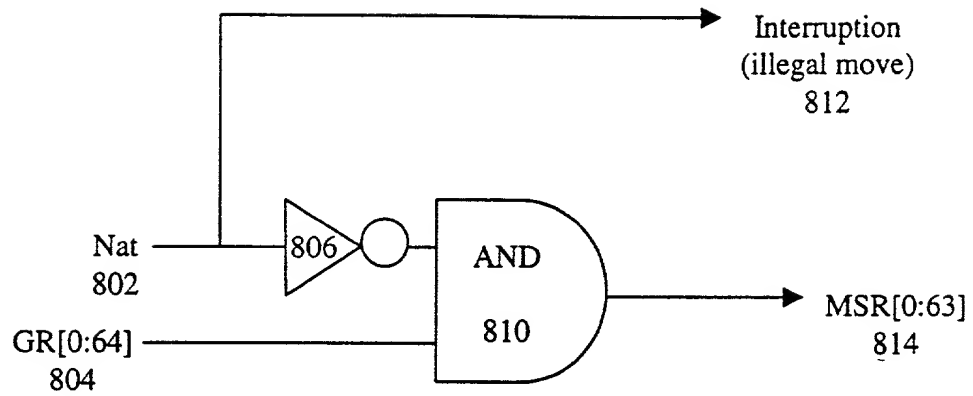 Interruption
(illegal move)
812
Nat
802
806
AND
810
GR[0:64]
804
MSR[0:63]
814